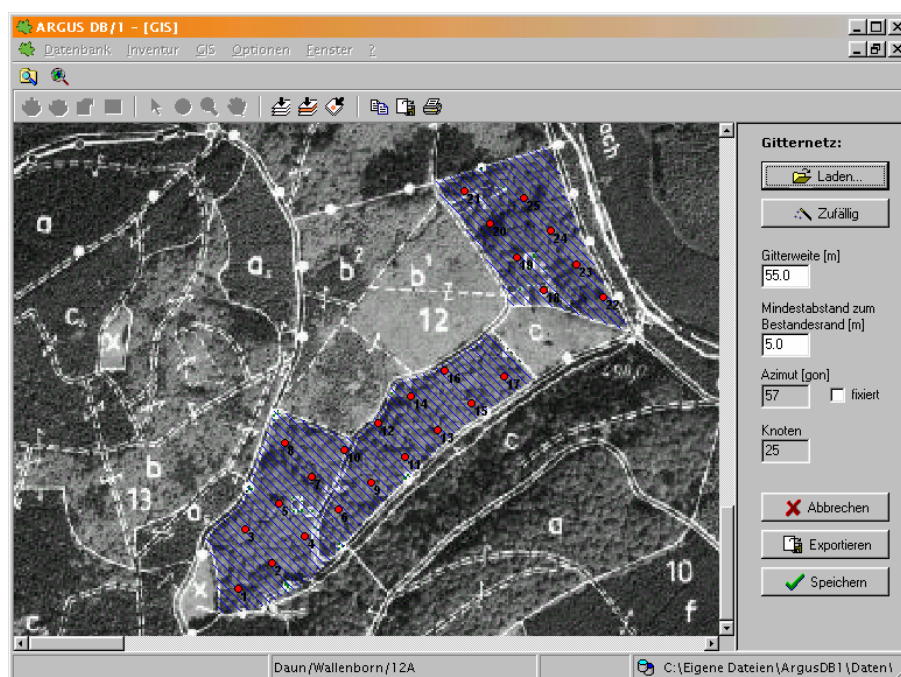 ARGUS DB/1 - [GIS]
Datenbank Inventur GIS Optionen Fenster ?
Gitternetz:
Laden...
Zufällig
Gitterweite [m]
55.0
Mindestabstand zum
Bestandesrand [m]
5.0
Azimut [gon]
57 fixiert
Knoten
25
Abbrechen
Exportieren
Speichern
ach
a
a
b²
b¹
12
c
c
x
b
13
a
c
a
10
f
x
c
21
25
20
24
19
23
18
22
16
17
14
15
12
13
8
10
11
7
9
5
6
3
4
2
1
Daun/Wallenborn/12A
C:\Eigene Dateien\ArgusDB1\Daten\